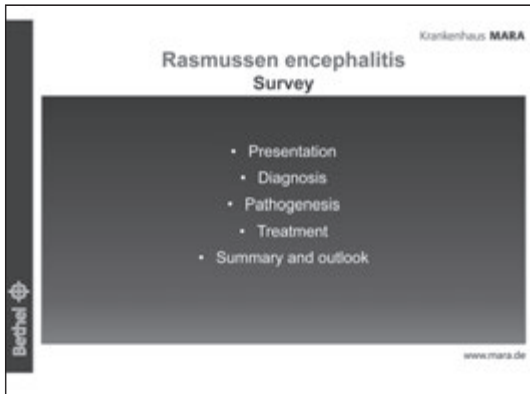 Krankenhaus MARA
Rasmussen encephalitis
Survey
• Presentation
• Diagnosis
• Pathogenesis
• Treatment
• Summary and outlook
Bethel
www.mara.de